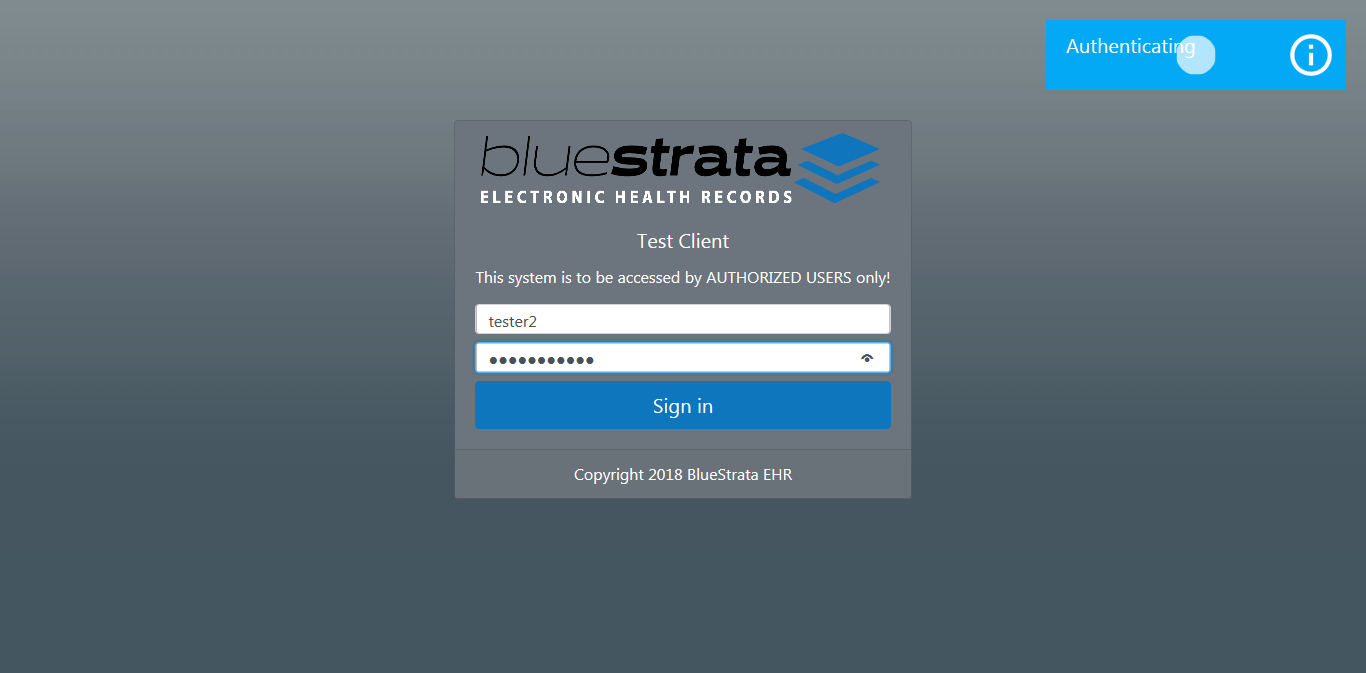 Authenticating
bluestrata
ELECTRONIC HEALTH RECORDS
Test Client
This system is to be accessed by AUTHORIZED USERS only!
tester2
●●●●●●●●●●●
Sign in
Copyright 2018 BlueStrata EHR